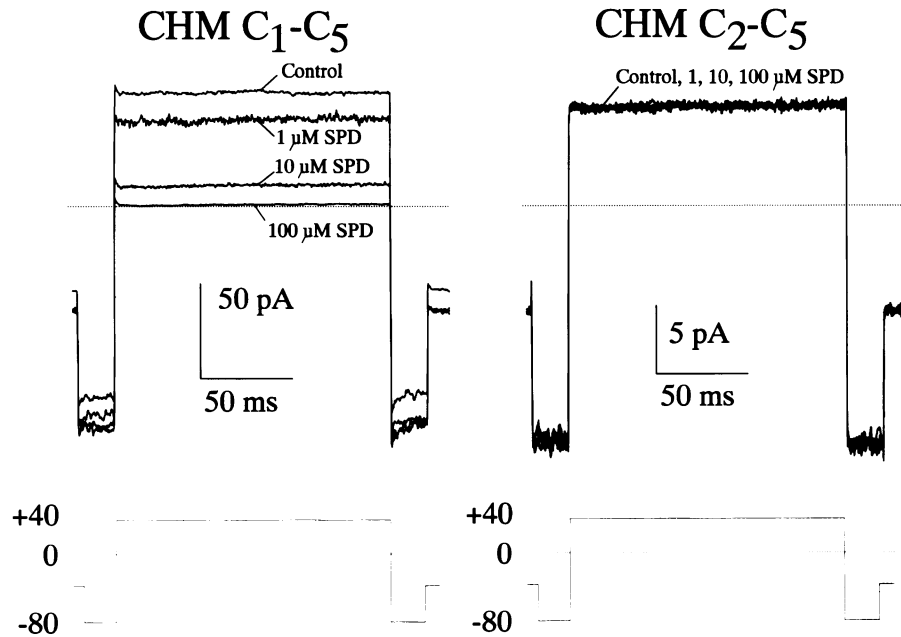 CHM C₁-C₅
Control
1 µM SPD
10 µM SPD
100 µM SPD
50 pA
50 ms
+40
0
-80
CHM C₂-C₅
Control, 1, 10, 100 µM SPD
5 pA
50 ms
+40
0
-80